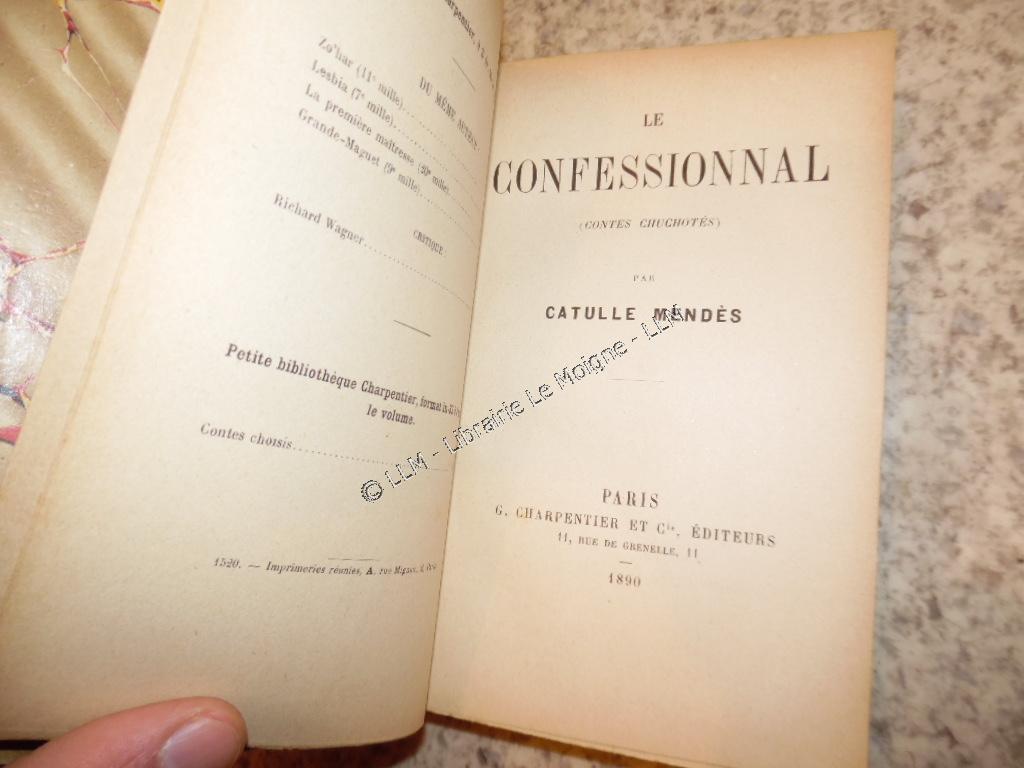 DU MÊME AUTEUR
Zo'har (11e mille)
Lesbia (7e mille)
La première maîtresse (20e mille)
Grande-Maguet (9e mille)
CRITIQUE
Richard Wagner
Petite bibliothèque Charpentier, format in-32
le volume.
Contes choisis
1520. — Imprimeries réunies, A, rue
LE
CONFESSIONNAL
(CONTES CHUCHOTÉS)
PAR
CATULLE MENDÈS
PARIS
G. CHARPENTIER ET Cie, ÉDITEURS
11, RUE DE GRENELLE, 11
1890
© LLM - Librairie Le Moigne - LLM